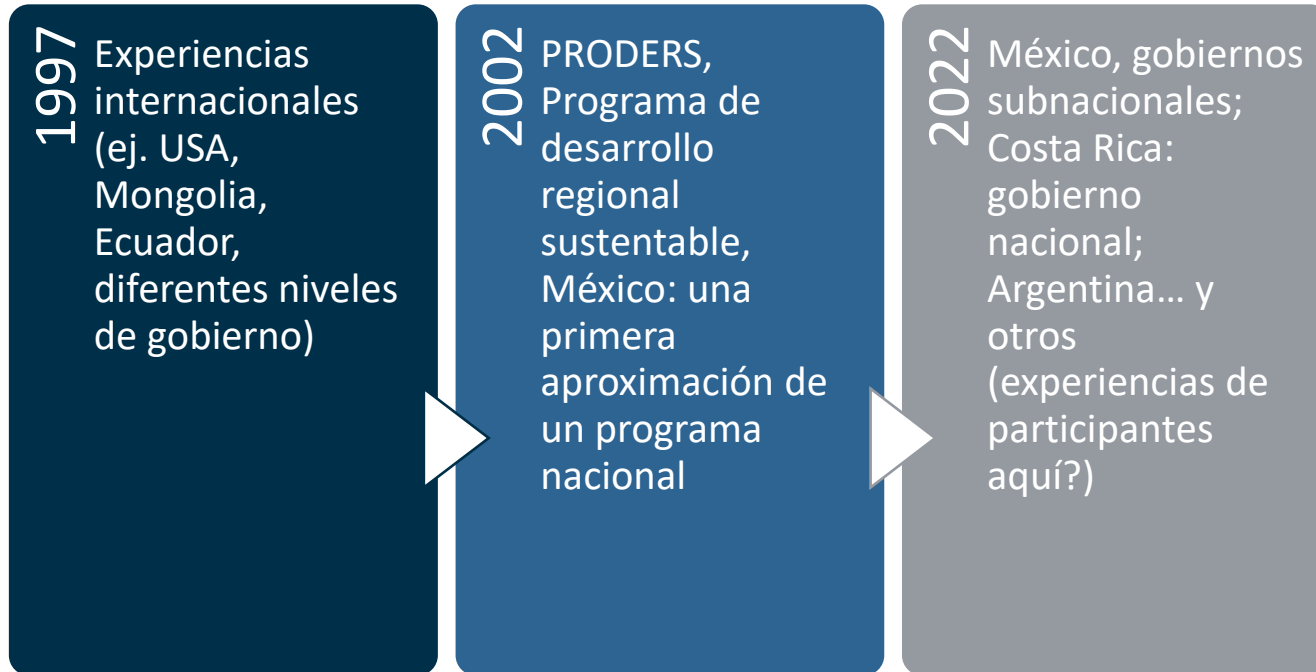 1997
Experiencias
internacionales
(ej. USA,
Mongolia,
Ecuador,
diferentes niveles
de gobierno)
2002
PRODERS,
Programa de
desarrollo
regional
sustentable,
México: una
primera
aproximación de
un programa
nacional
2022
México, gobiernos
subnacionales;
Costa Rica:
gobierno
nacional;
Argentina… y
otros
(experiencias de
participantes
aquí?)